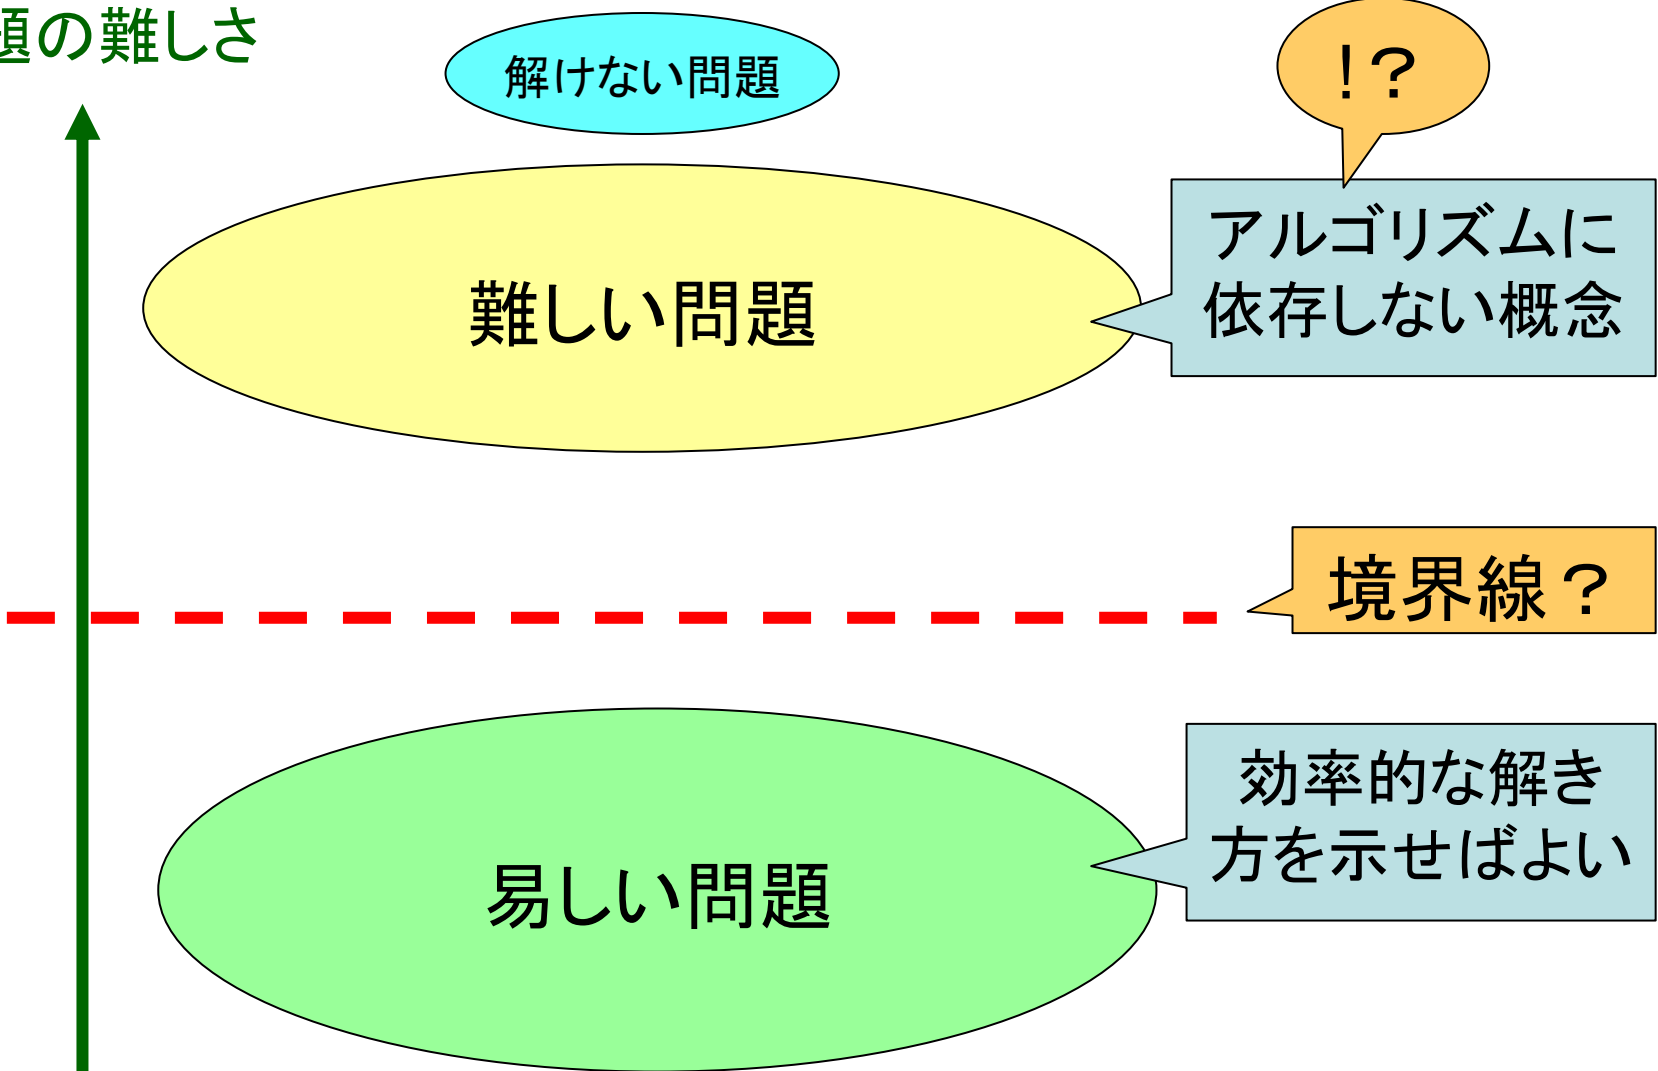 題の難しさ
解けない問題
！？
アルゴリズムに
依存しない概念
難しい問題
境界線？
効率的な解き
方を示せばよい
易しい問題